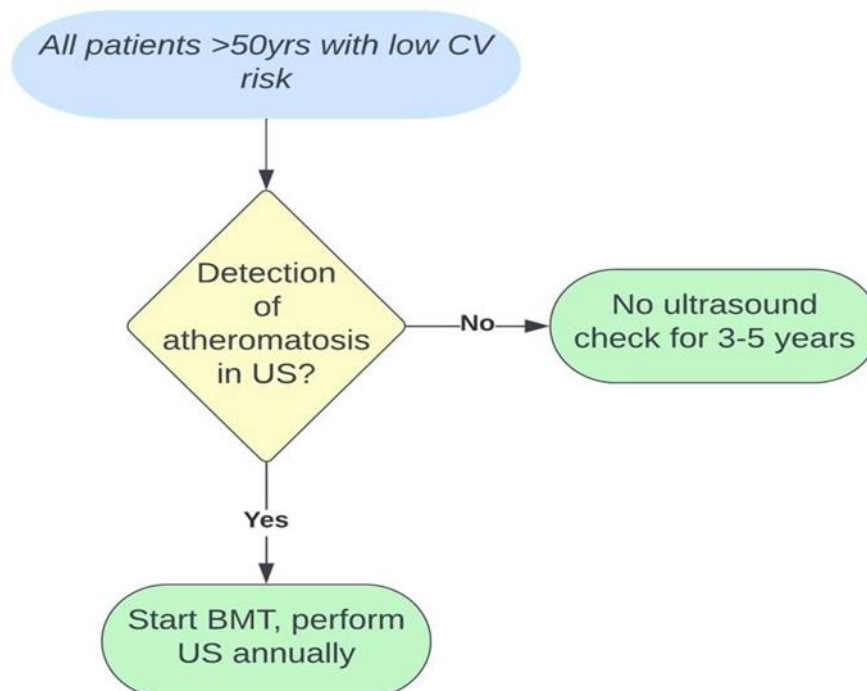 All patients >50yrs with low CV
risk
Detection
of
atheromatosis
in US?
No
No ultrasound
check for 3-5 years
Yes
Start BMT, perform
US annually